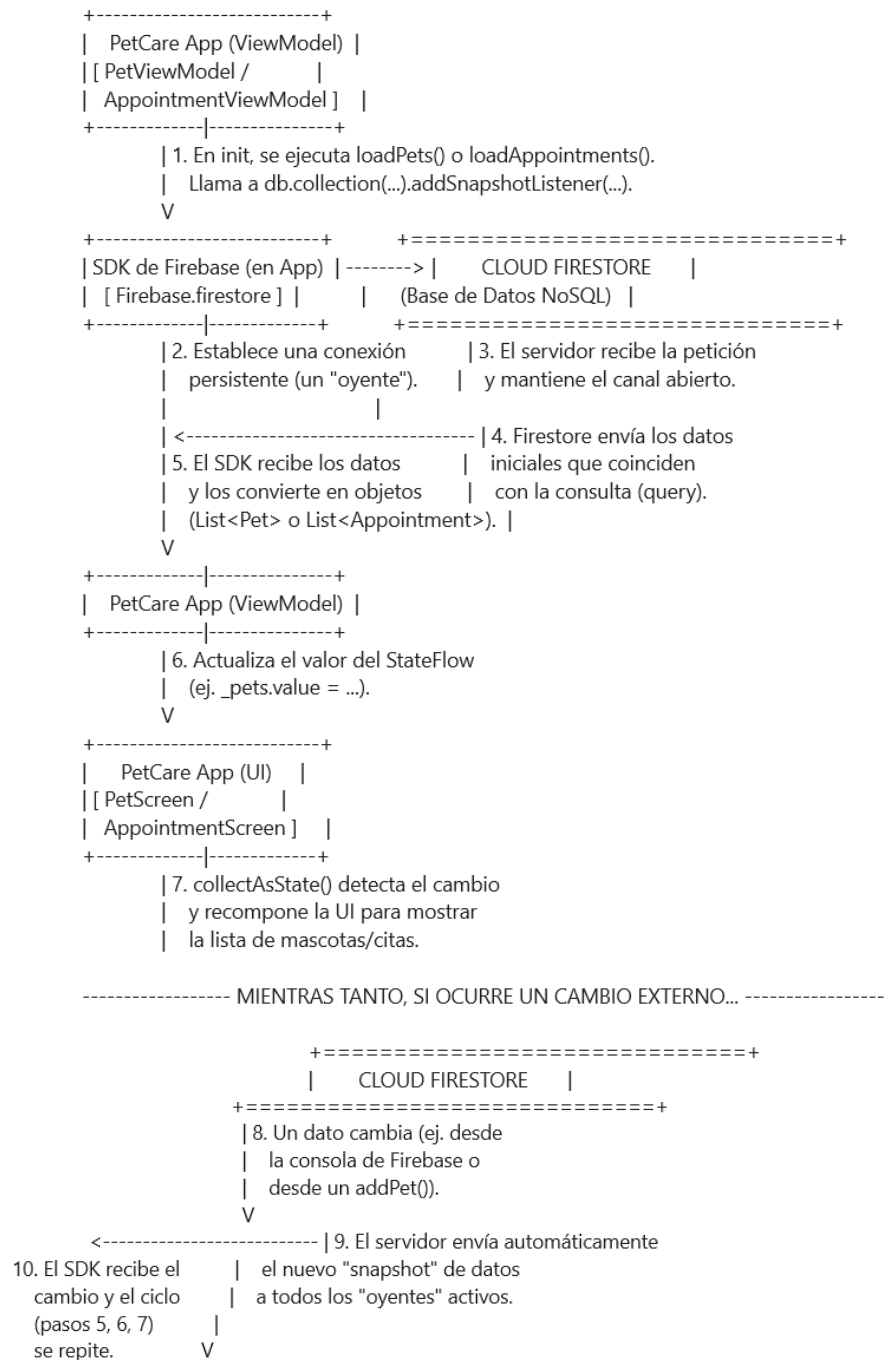 +---------------------------+
|    PetCare App (ViewModel)  |
| [ PetViewModel /            |
|   AppointmentViewModel ]    |
+-------------|---------------+
| 1. En init, se ejecuta loadPets() o loadAppointments().
|    Llama a db.collection(...).addSnapshotListener(...).
V
+---------------------------+          +==============================+
| SDK de Firebase (en App)  | --------> |       CLOUD FIRESTORE       |
|   [ Firebase.firestore ]  |          |     (Base de Datos NoSQL)   |
+-------------|-------------+          +==============================+
| 2. Establece una conexión          | 3. El servidor recibe la petición
|    persistente (un "oyente").      |    y mantiene el canal abierto.
|                                    |
| <----------------------------------- | 4. Firestore envía los datos
| 5. El SDK recibe los datos         |    iniciales que coinciden
|    y los convierte en objetos      |    con la consulta (query).
|    (List<Pet> o List<Appointment>).  |
V
+-------------|---------------+
|    PetCare App (ViewModel)  |
+-------------|---------------+
| 6. Actualiza el valor del StateFlow
|    (ej. _pets.value = ...).
V
+---------------------------+
|      PetCare App (UI)     |
| [ PetScreen /             |
|   AppointmentScreen ]     |
+-------------|-------------+
| 7. collectAsState() detecta el cambio
|    y recompone la UI para mostrar
|    la lista de mascotas/citas.
------------------ MIENTRAS TANTO, SI OCURRE UN CAMBIO EXTERNO... -----------------
+==============================+
|       CLOUD FIRESTORE       |
+==============================+
| 8. Un dato cambia (ej. desde
|    la consola de Firebase o
|    desde un addPet()).
V
<--------------------------- | 9. El servidor envía automáticamente
10. El SDK recibe el         |    el nuevo "snapshot" de datos
cambio y el ciclo        |    a todos los "oyentes" activos.
(pasos 5, 6, 7)          |
se repite.               V